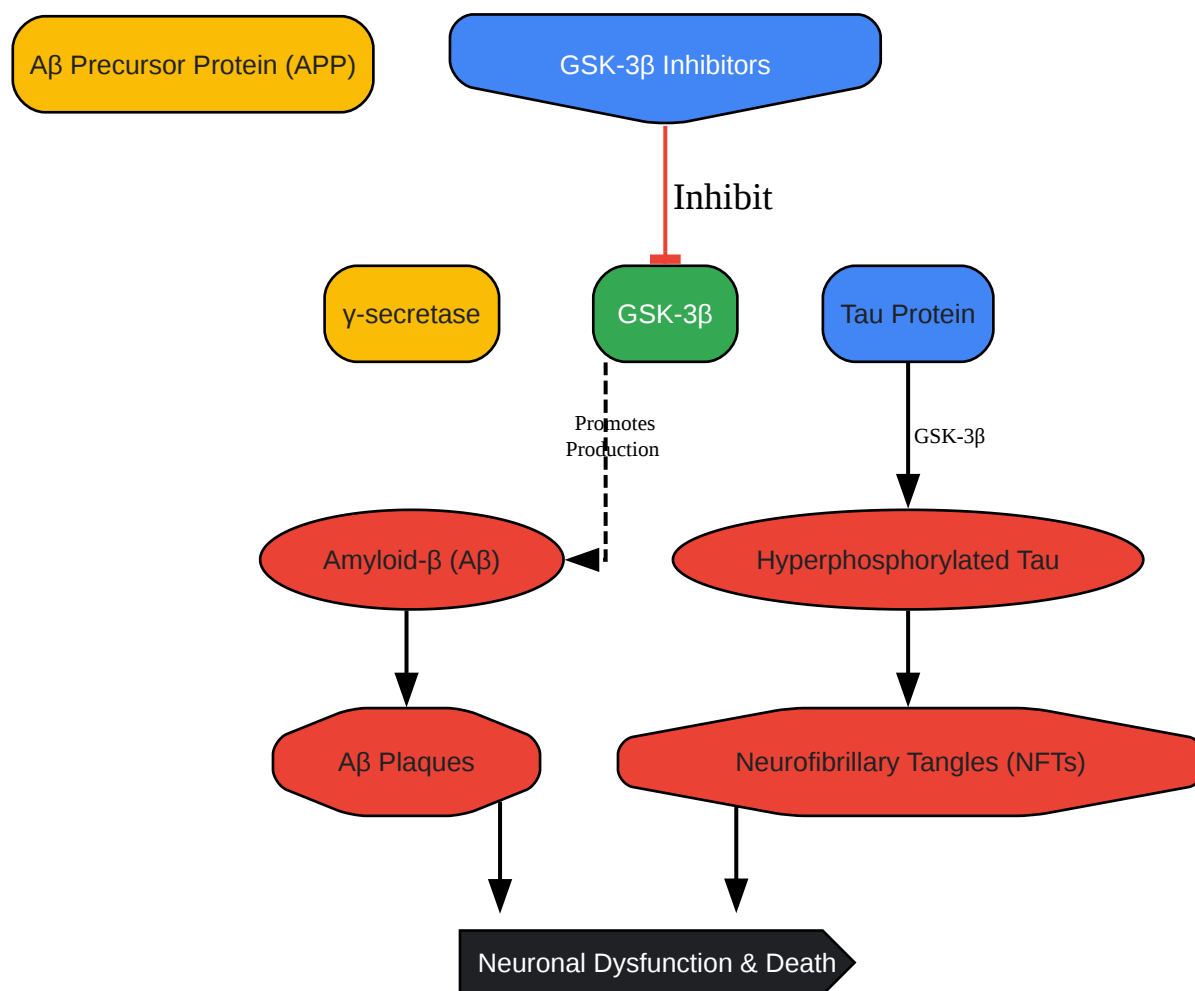 Aβ Precursor Protein (APP)
GSK-3β Inhibitors
Inhibit
γ-secretase
GSK-3β
Tau Protein
Promotes
Production
GSK-3β
Amyloid-β (Aβ)
Hyperphosphorylated Tau
Aβ Plaques
Neurofibrillary Tangles (NFTs)
Neuronal Dysfunction & Death